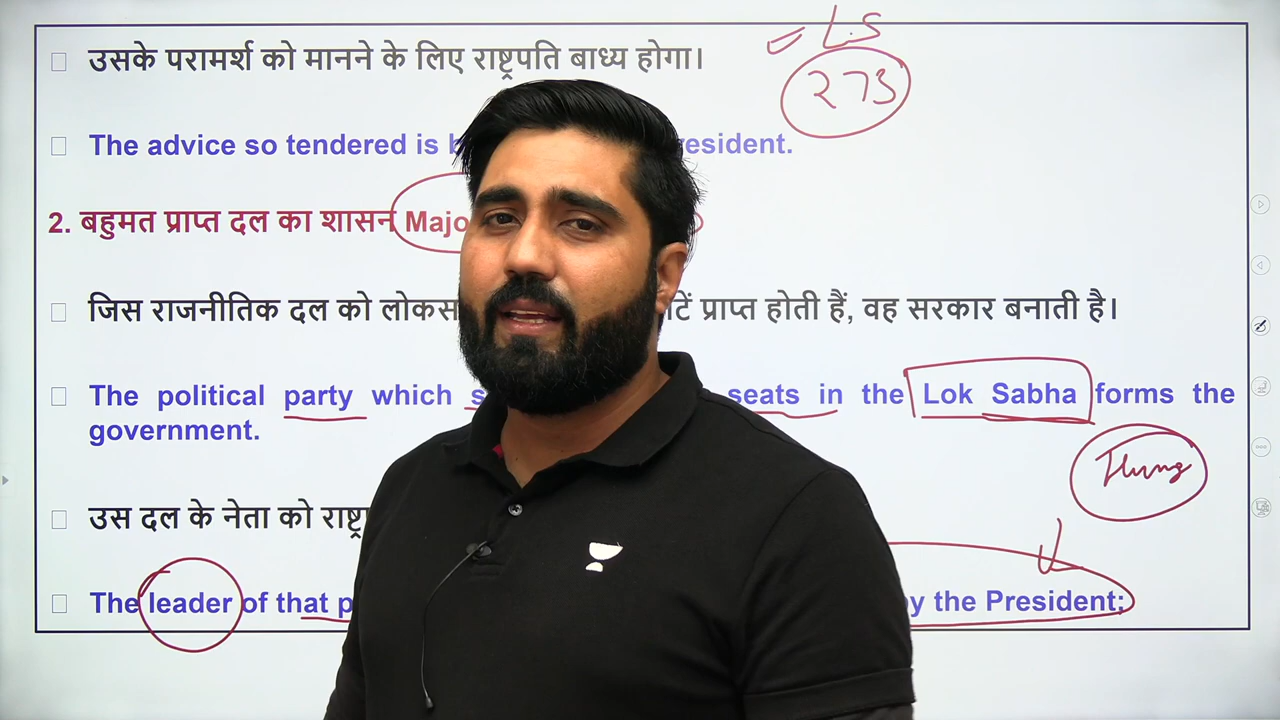 L.S
273
उसके परामर्श को मानने के लिए राष्ट्रपति बाध्य होगा।
The advice so tendered is esident.
2. बहुमत प्राप्त दल का शासन Majo
जिस राजनीतिक दल को लोकस टें प्राप्त होती हैं, वह सरकार बनाती है।
The political party which s seats in the Lok Sabha forms the
government.
Hung
उस दल के नेता को राष्ट्र
The leader of that p y the President;